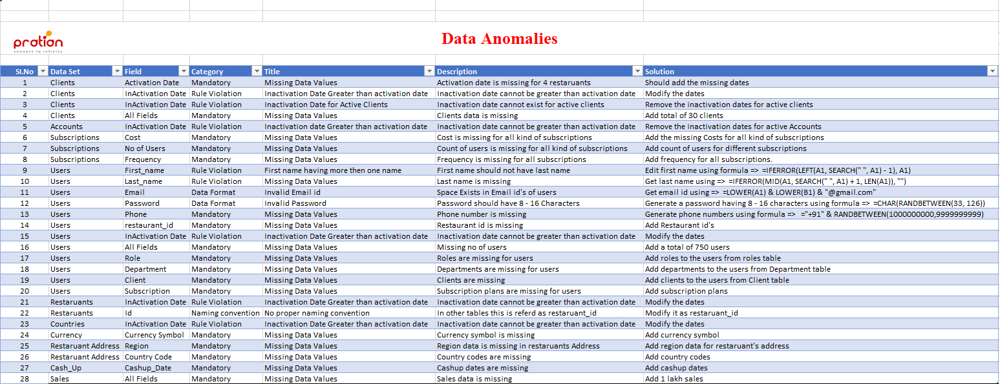 pratian
connect to infinity
Data Anomalies
Sl.No Data Set Field Category Title Description Solution
1 Clients Activation Date Mandatory Missing Data Values Activation date is missing for 4 restaruants Should add the missing dates
2 Clients InActivation Date Rule Violation Inactivation Date Greater than activation date Inactivation date cannot be greater than activation date Modify the dates
3 Clients InActivation Date Rule Violation Inactivation Date for Active Clients Inactivation date cannot exist for active clients Remove the inactivation dates for active clients
4 Clients All Fields Mandatory Missing Data Values Clients data is missing Add total of 30 clients
5 Accounts InActivation Date Rule Violation Inactivation date Greater than activation date Inactivation date cannot be greater than activation date Remove the inactivation dates for active Accounts
6 Subscriptions Cost Mandatory Missing Data Values Cost is missing for all kind of subscriptions Add the missing Costs for all kind of subscriptions
7 Subscriptions No of Users Mandatory Missing Data Values Count of users is missing for all kind of subscriptions Add count of users for different subscriptions
8 Subscriptions Frequency Mandatory Missing Data Values Frequency is missing for all subscriptions Add frequency for all subscriptions.
9 Users First_name Rule Violation First name having more then one name First name should not have last name Edit first name using formula => =IFERROR(LEFT(A1, SEARCH(" ", A1) - 1), A1)
10 Users Last_name Rule Violation Missing Data Values Last name is missing Get last name using => =IFERROR(MID(A1, SEARCH(" ", A1) + 1, LEN(A1)), "")
11 Users Email Data Format Invalid Email id Space Exists in Email id's of users Get email id using => =LOWER(A1) & LOWER(B1) & "@gmail.com"
12 Users Password Data Format Invalid Password Password should have 8 - 16 Characters Generate a password having 8 - 16 characters using formula => =CHAR(RANDBETWEEN(33, 126))
13 Users Phone Mandatory Missing Data Values Phone number is missing Generate phone numbers using formula => ="+91" & RANDBETWEEN(1000000000,9999999999)
14 Users restaurant_id Mandatory Missing Data Values Restaurant id is missing Add Restaurant id's
15 Users InActivation Date Rule Violation Inactivation Date Greater than activation date Inactivation date cannot be greater than activation date Modify the dates
16 Users All Fields Mandatory Missing Data Values Missing no of users Add a total of 750 users
17 Users Role Mandatory Missing Data Values Roles are missing for users Add roles to the users from roles table
18 Users Department Mandatory Missing Data Values Departments are missing for users Add departments to the users from Department table
19 Users Client Mandatory Missing Data Values Clients are missing Add clients to the users from Client table
20 Users Subscription Mandatory Missing Data Values Subscription plans are missing for users Add subscription plans
21 Restaruants InActivation Date Rule Violation Inactivation Date Greater than activation date Inactivation date cannot be greater than activation date Modify the dates
22 Restaruants Id Naming convention No proper naming convention In other tables this is referd as restaruant_id Modify it as restaruant_id
23 Countries InActivation Date Rule Violation Inactivation Date Greater than activation date Inactivation date cannot be greater than activation date Modify the dates
24 Currency Currency Symbol Mandatory Missing Data Values Currency symbol is missing Add currency symbol
25 Restaruant Address Region Mandatory Missing Data Values Region data is missing in restaruants Address Add region data for restaruant's address
26 Restaruant Address Country Code Mandatory Missing Data Values Country codes are missing Add country codes
27 Cash_Up Cashup_Date Mandatory Missing Data Values Cashup dates are missing Add cashup dates
28 Sales All Fields Mandatory Missing Data Values Sales data is missing Add 1 lakh sales